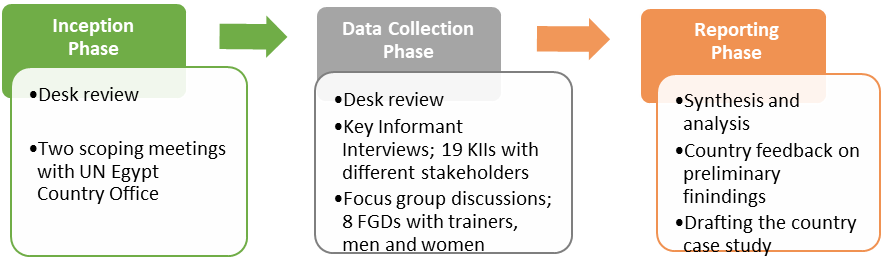 Inception
Phase
•Desk review
•Two scoping meetings
with UN Egypt
Country Office
Data Collection
Phase
•Desk review
•Key Informant
Interviews; 19 KIIs with
different stakeholders
•Focus group discussions;
8 FGDs with trainers,
men and women
Reporting
Phase
•Synthesis and
analysis
•Country feedback on
preliminary
finindings
•Drafting the country
case study